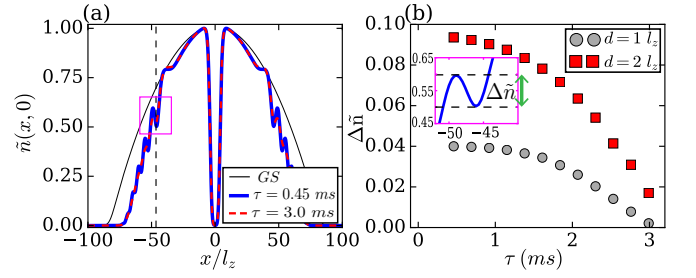 (a)
1.00
0.75
0.50
0.25
0.00
ñ(x, 0)
GS
τ = 0.45 ms
τ = 3.0 ms
−100 −50 0 50 100
x/l_z
(b)
0.10
0.08
0.06
0.04
0.02
0.00
Δñ
d = 1 l_z
d = 2 l_z
0.65
0.55
0.45
Δñ
−50 −45
0 1 2 3
τ (ms)